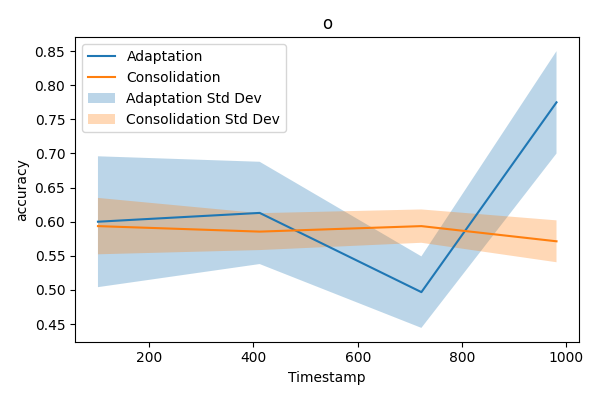 o
Adaptation
Consolidation
Adaptation Std Dev
Consolidation Std Dev
accuracy
0.85
0.80
0.75
0.70
0.65
0.60
0.55
0.50
0.45
200 400 600 800 1000
Timestamp